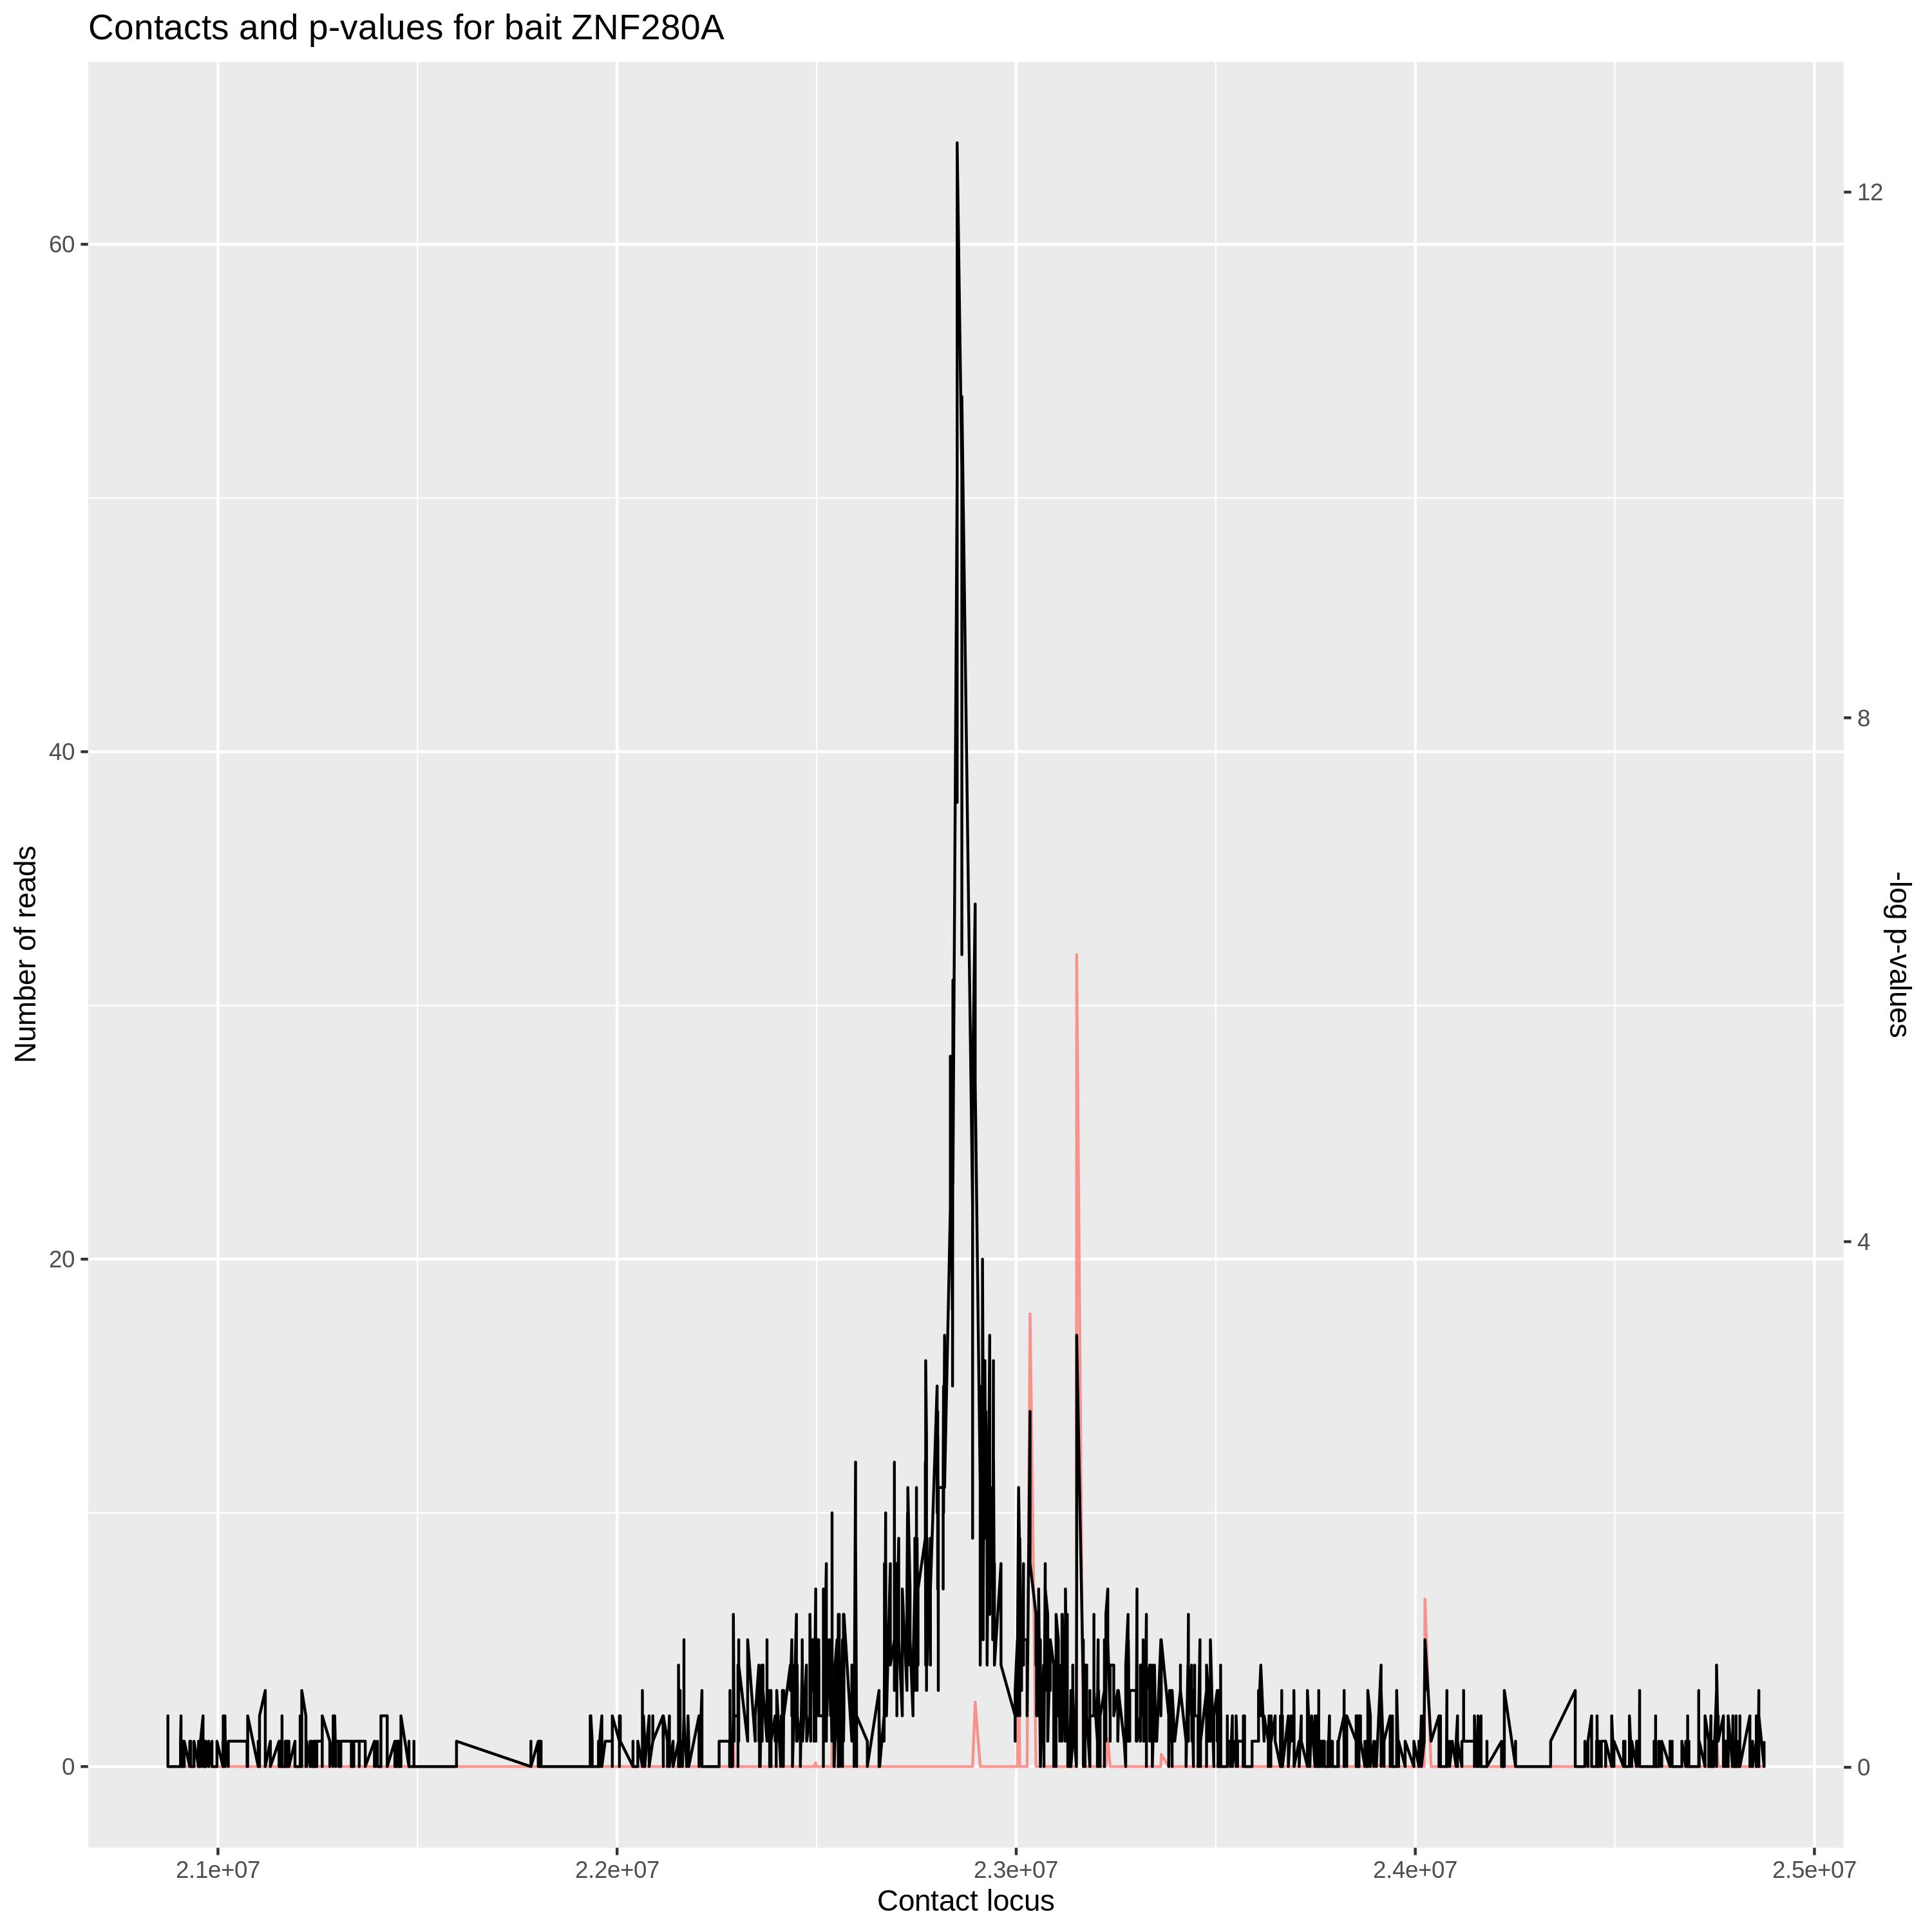 Contacts and p-values for bait ZNF280A
60
40
20
0
12
8
4
0
Number of reads
-log p-values
2.1e+07
2.2e+07
2.3e+07
2.4e+07
2.5e+07
Contact locus